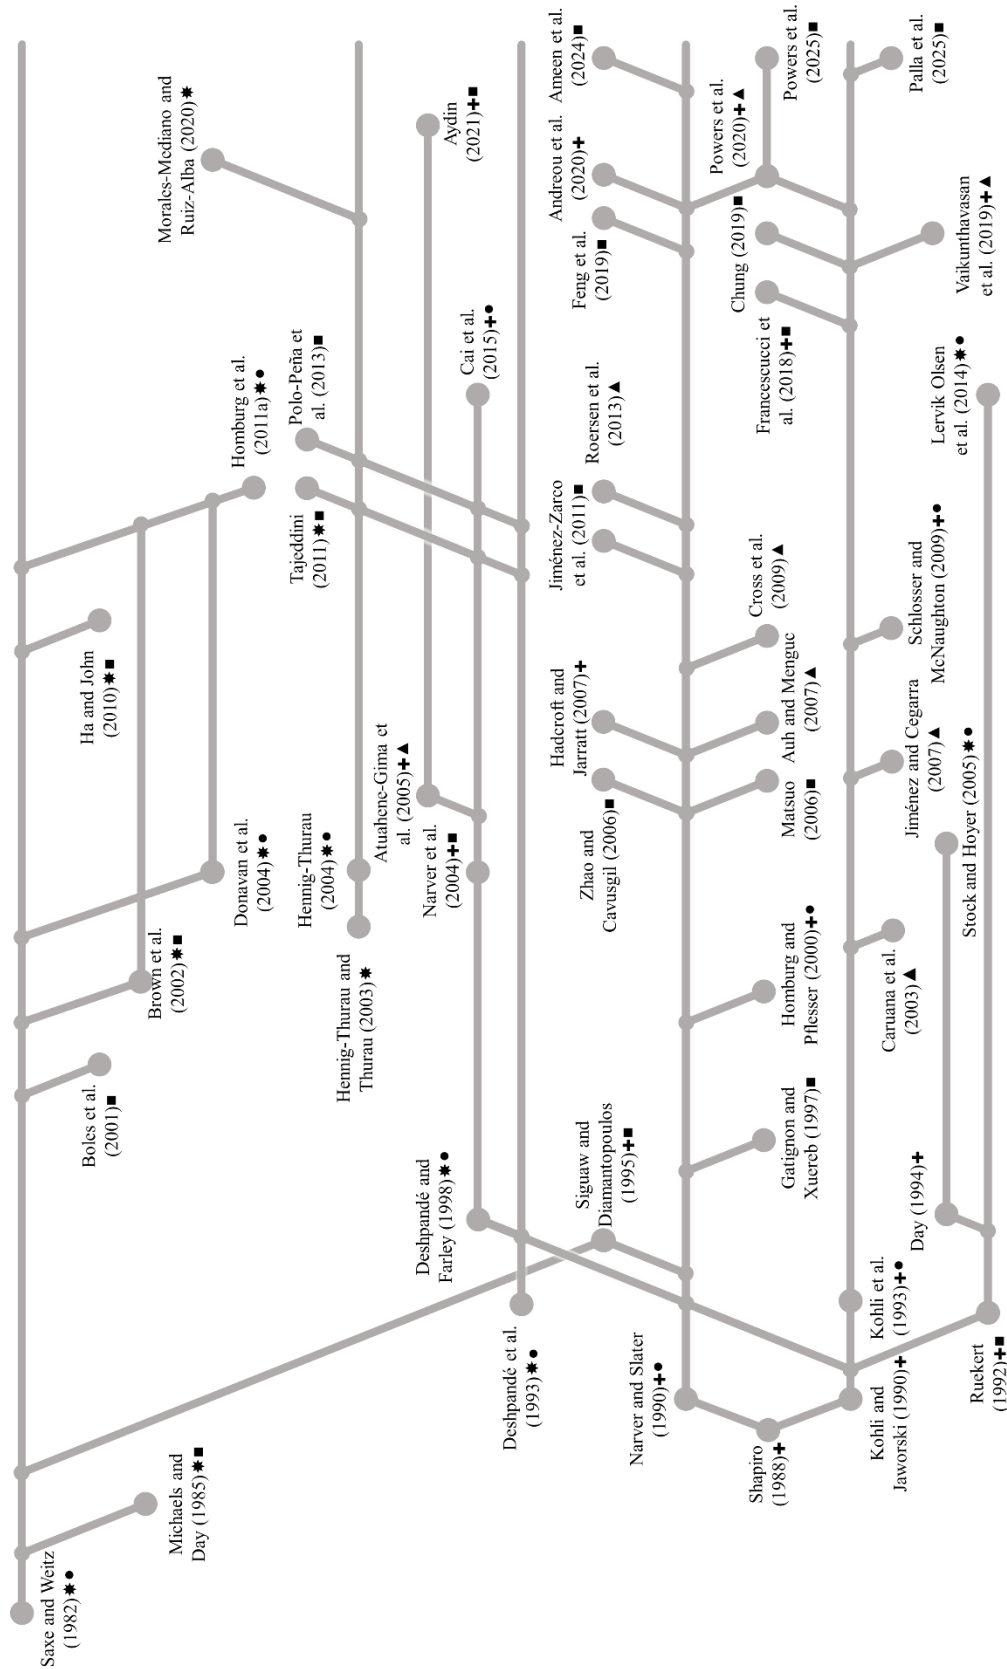 Saxe and Weitz
(1982)✷●
Michaels and
Day (1985)✷■
Boles et al.
(2001)■
Brown et al.
(2002)✷■
Donavan et al.
(2004)✷●
Ha and John
(2010)✷■
Homburg et al.
(2011a)✷●
Morales-Mediano and
Ruiz-Alba (2020)✷
Hennig-Thurau and
Thurau (2003)✷
Hennig-Thurau
(2004)✷●
Tajeddini
(2011)✷■
Polo-Peña et
al. (2013)■
Atuahene-Gima et
al. (2005)✚▲
Aydin
(2021)✚■
Deshpandé and
Farley (1998)✷●
Narver et al.
(2004)✚■
Cai et al.
(2015)✚●
Deshpandé et al.
(1993)✷●
Siguaw and
Diamantopoulos
(1995)✚■
Zhao and
Cavusgil (2006)■
Hadcroft and
Jarratt (2007)✚
Jiménez-Zarco
et al. (2011)■
Roersen et al.
(2013)▲
Feng et al.
(2019)■
Andreou et al.
(2020)✚
Ameen et al.
(2024)■
Narver and Slater
(1990)✚●
Shapiro
(1988)✚
Gatignon and
Xuereb (1997)■
Homburg and
Pflesser (2000)✚●
Matsuo
(2006)■
Auh and Menguc
(2007)▲
Cross et al.
(2009)▲
Francescucci et
al. (2018)✚■
Chung (2019)■
Powers et al.
(2020)✚▲
Powers et al.
(2025)■
Kohli and
Jaworski (1990)✚
Kohli et al.
(1993)✚●
Caruana et al.
(2003)▲
Jiménez and Cegarra
(2007)▲
Schlosser and
McNaughton (2009)✚●
Vaikunthavasan
et al. (2019)✚▲
Palla et al.
(2025)■
Day (1994)✚
Stock and Hoyer (2005)✷●
Ruekert
(1992)✚■
Lervik Olsen
et al. (2014)✷●